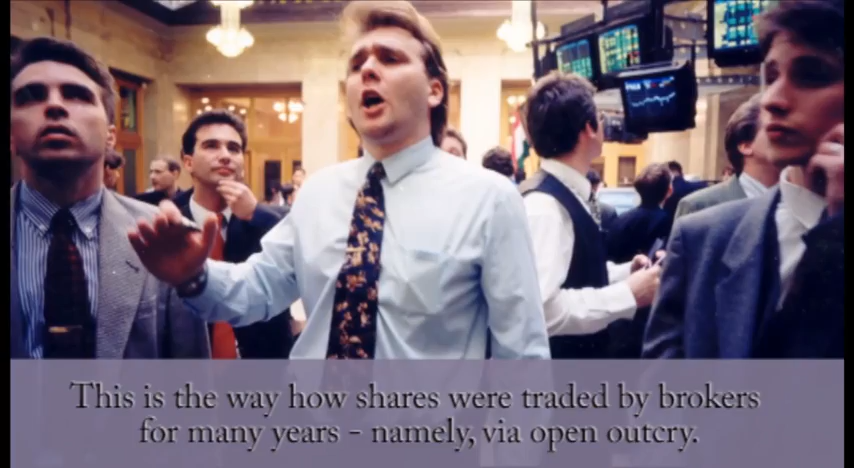 This is the way how shares were traded by brokers
for many years - namely, via open outcry.